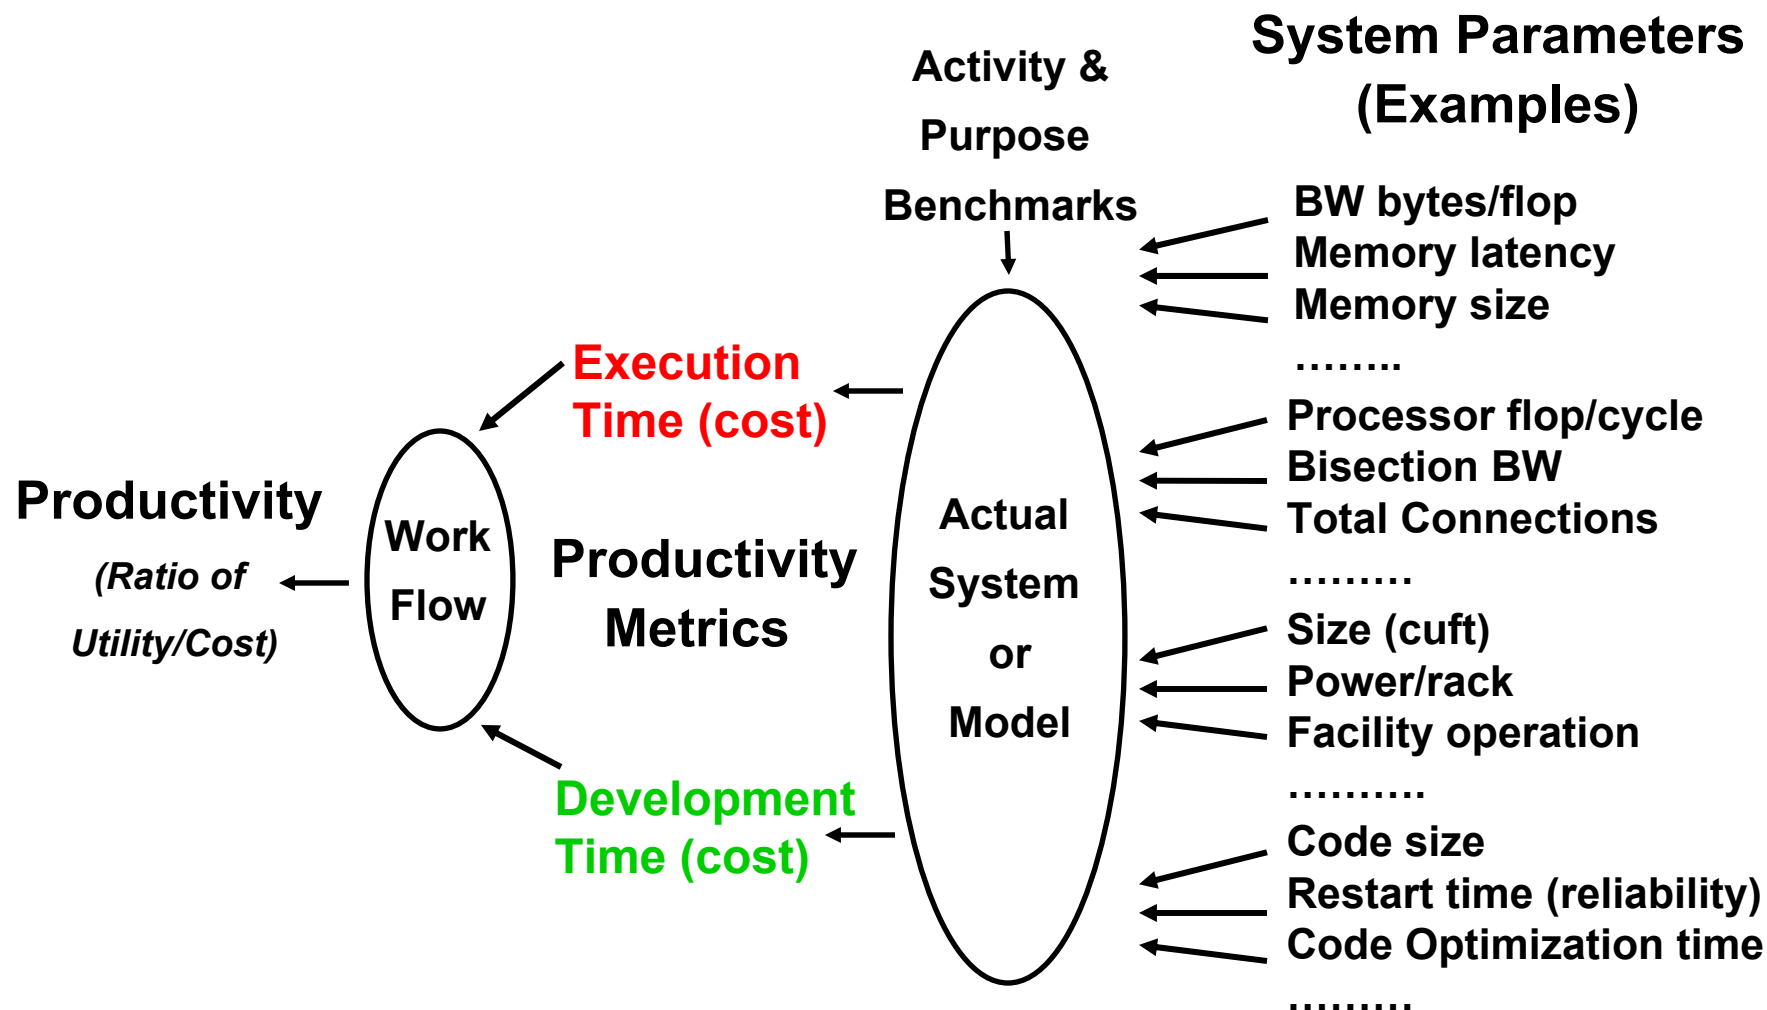 System Parameters
(Examples)
Activity &
Purpose
Benchmarks
BW bytes/flop
Memory latency
Memory size
……..
Processor flop/cycle
Bisection BW
Total Connections
………
Size (cuft)
Power/rack
Facility operation
……….
Code size
Restart time (reliability)
Code Optimization time
………
Actual
System
or
Model
Execution
Time (cost)
Productivity
Metrics
Development
Time (cost)
Work
Flow
Productivity
(Ratio of
Utility/Cost)